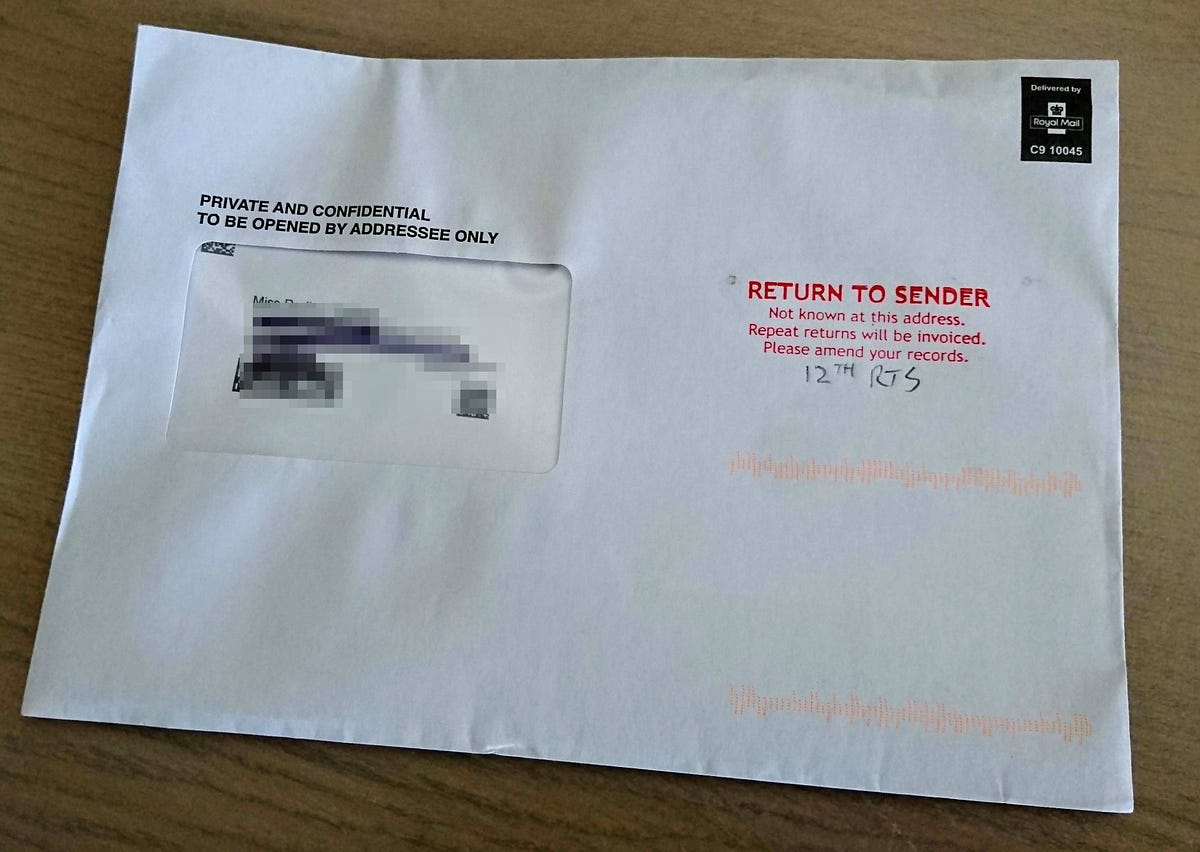 Delivered by
Royal Mail
C9 10045
PRIVATE AND CONFIDENTIAL
TO BE OPENED BY ADDRESSEE ONLY
Miss
RETURN TO SENDER
Not known at this address.
Repeat returns will be invoiced.
Please amend your records.
12TH RTS